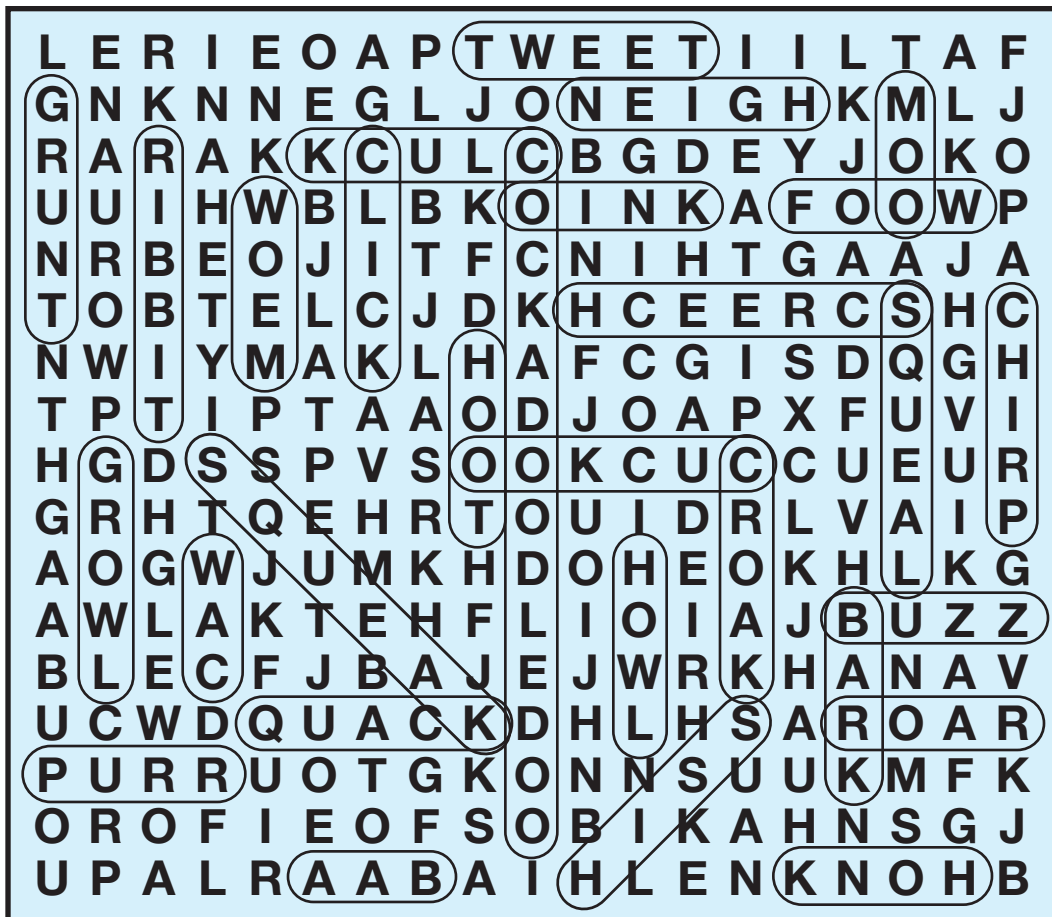 L E R I E O A P T W E E T I I L T A F
G N K N N E G L J O N E I G H K M L J
R A R A K K C U L C B G D E Y J O K O
U U I H W B L B K O I N K A F O O W P
N R B E O J I T F C N I H T G A A J A
T O B T E L C J D K H C E E R C S H C
N W I Y M A K L H A F C G I S D Q G H
T P T I P T A A O D J O A P X F U V I
H G D S S P V S O O K C U C C U E U R
G R H T Q E H R T O U I D R L V A I P
A O G W J U M K H D O H E O K H L K G
A W L A K T E H F L I O I A J B U Z Z
B L E C F J B A J E J W R K H A N A V
U C W D Q U A C K D H L H S A R O A R
P U R R U O T G K O N N S U U K M F K
O R O F I E O F S O B I K A H N S G J
U P A L R A A B A I H L E N K N O H B